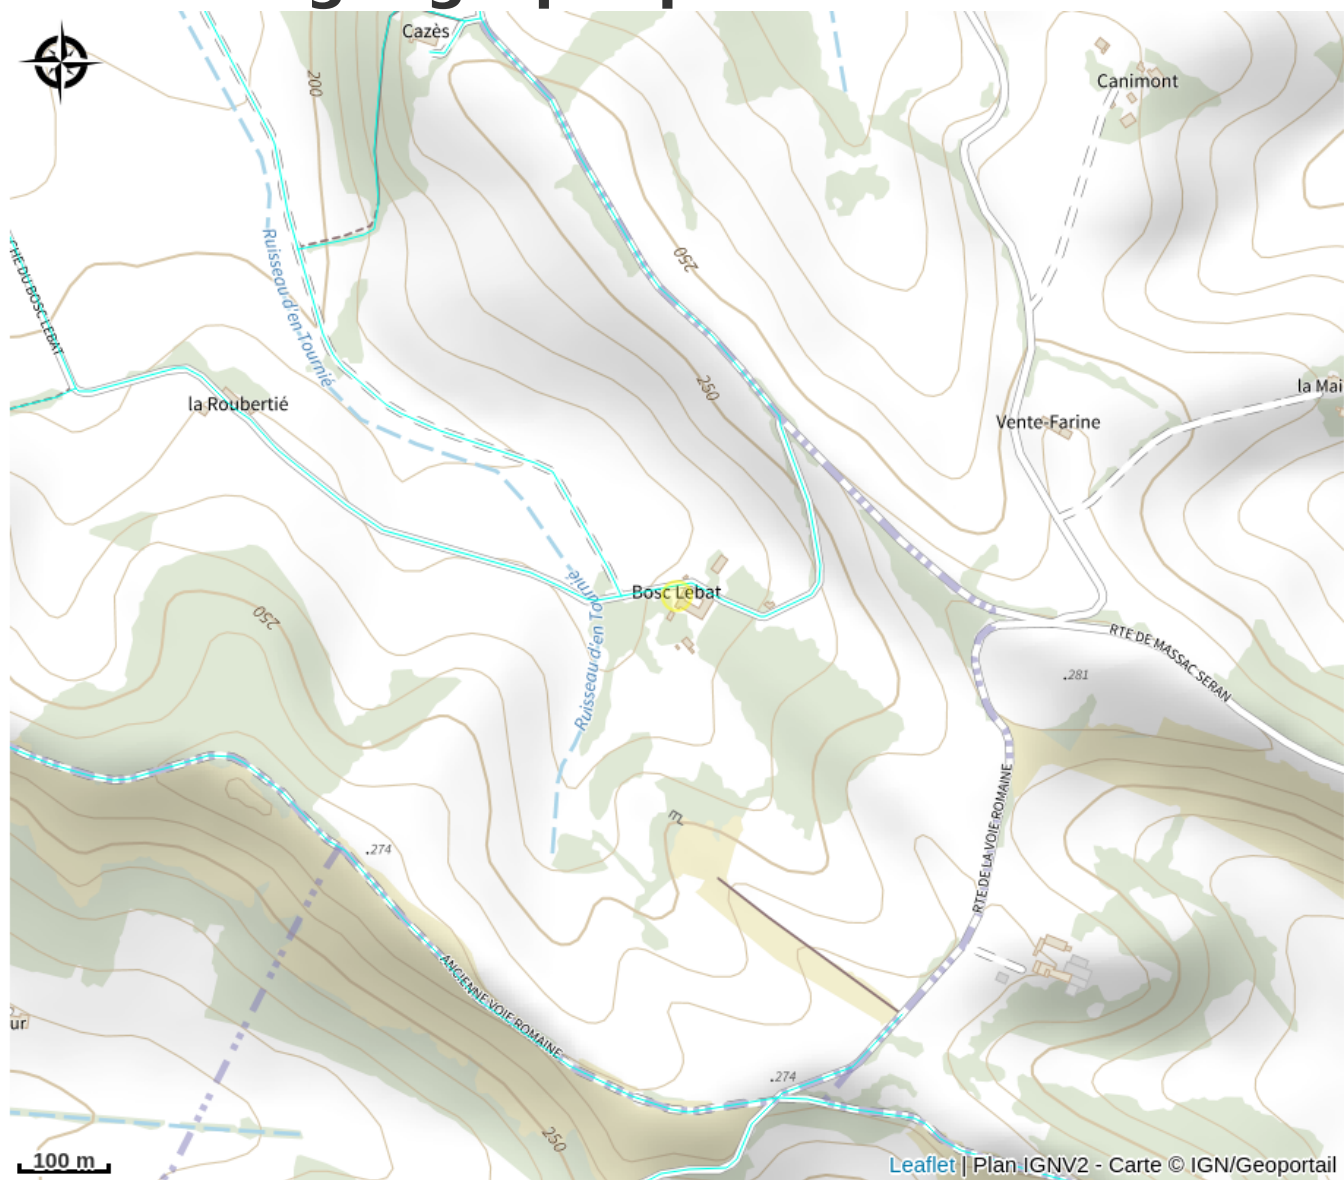 Cazès
Canimont
200
Ruisseau d'en Tournié
CHE DU BOSC LEBAT
250
250
la Mai
la Roubertié
Vente-Farine
Bosc Lebat
Ruisseau d'en Tournié
250
RTE DE MASSAC SERAN
.281
RTE DE LA VOIE ROMAINE
.274
ANCIENNE VOIE ROMAINE
ur
.274
250
100 m
Leaflet | Plan IGNV2 - Carte © IGN/Geoportail